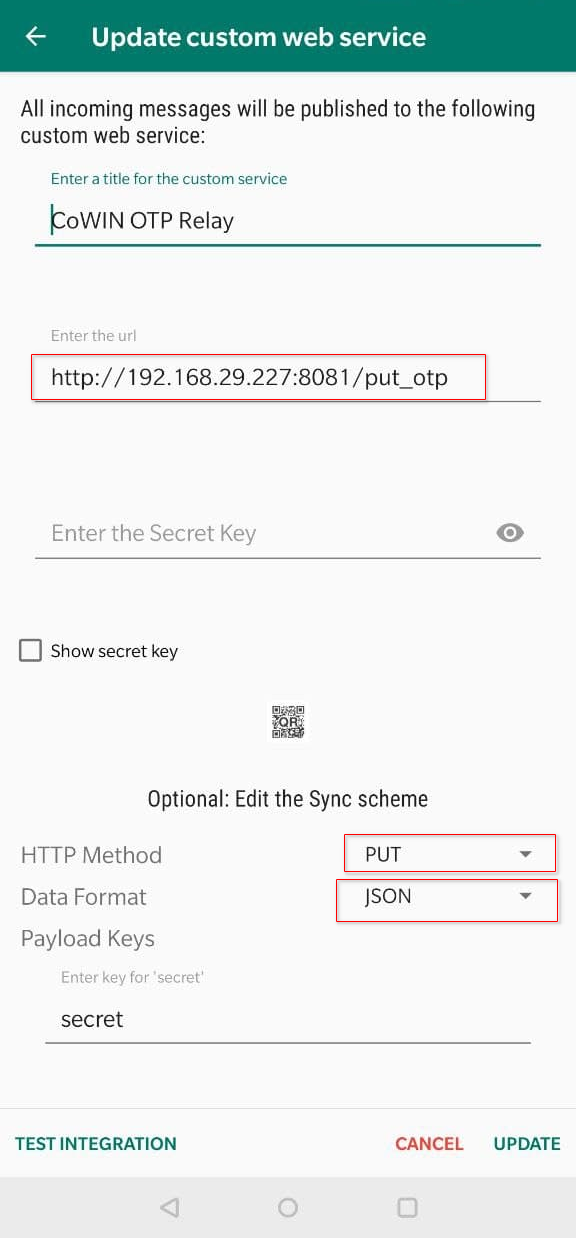 Update custom web service
All incoming messages will be published to the following
custom web service:
Enter a title for the custom service
CoWIN OTP Relay
Enter the url
http://192.168.29.227:8081/put_otp
Enter the Secret Key
Show secret key
QR
Optional: Edit the Sync scheme
HTTP Method PUT
Data Format JSON
Payload Keys
Enter key for 'secret'
secret
TEST INTEGRATION CANCEL UPDATE